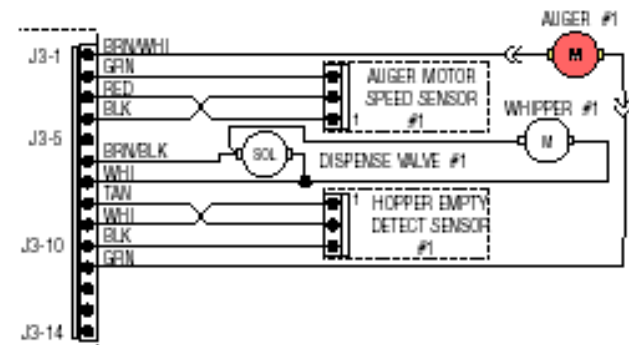 AUGER #1
J3-1
BRN/WHI
M
GRN
AUGER MOTOR
RED
SPEED SENSOR
WHIPPER #1
BLK
1
#1
J3-5
M
BRN/BLK
SOL
DISPENSE VALVE #1
WHI
TAN
1
HOPPER EMPTY
WHI
DETECT SENSOR
J3-10
BLK
#1
GRN
J3-14